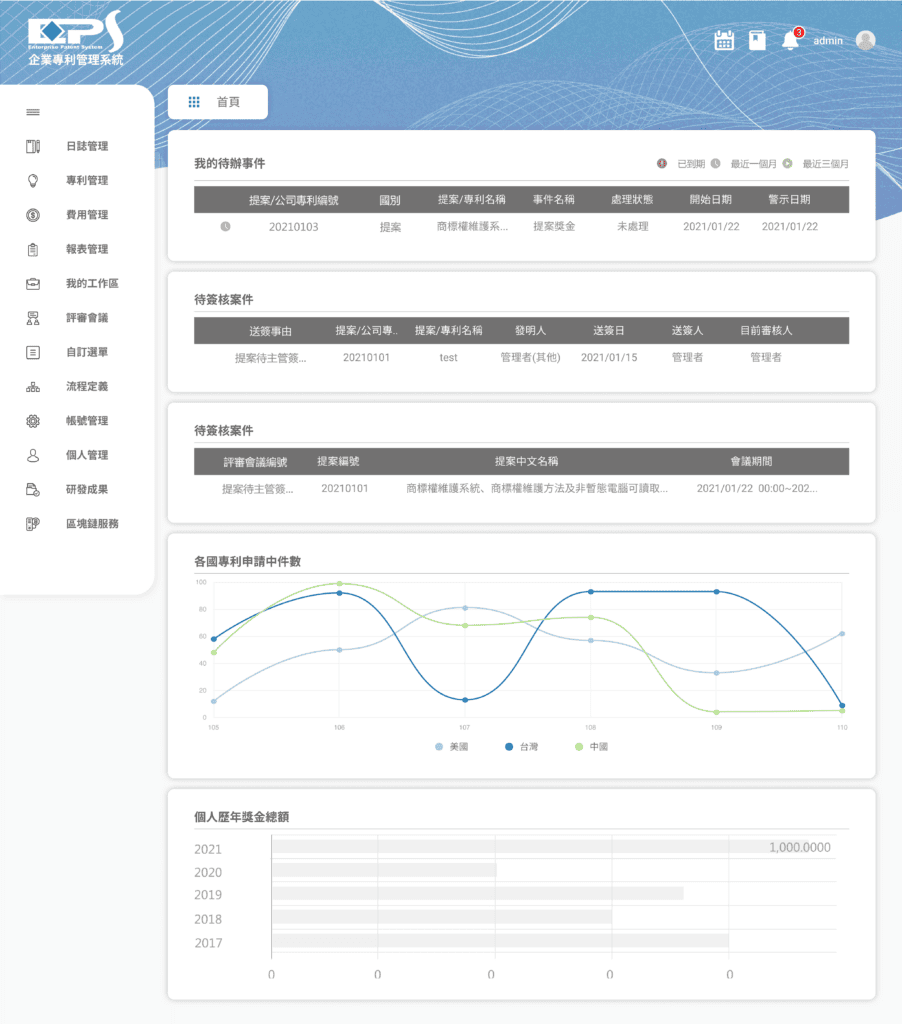 EPS
Enterprise Patent System
企業專利管理系統
3
admin
首頁
日誌管理
專利管理
費用管理
報表管理
我的工作區
評審會議
自訂選單
流程定義
帳號管理
個人管理
研發成果
區塊鏈服務
我的待辦事件
已到期 最近一個月 最近三個月
提案/公司專利編號 國別 提案/專利名稱 事件名稱 處理狀態 開始日期 警示日期
20210103 提案 商標權維護系... 提案獎金 未處理 2021/01/22 2021/01/22
待簽核案件
送簽事由 提案/公司專.. 提案/專利名稱 發明人 送簽日 送簽人 目前審核人
提案待主管簽... 20210101 test 管理者(其他) 2021/01/15 管理者 管理者
待簽核案件
評審會議編號 提案編號 提案中文名稱 會議期間
提案待主管簽... 20210101 商標權維護系統、商標權維護方法及非暫態電腦可讀取... 2021/01/22 00:00~202...
各國專利申請中件數
100
80
60
40
20
0
105 106 107 108 109 110
美國 台灣 中國
個人歷年獎金總額
2021 1,000.0000
2020
2019
2018
2017
0 0 0 0 0